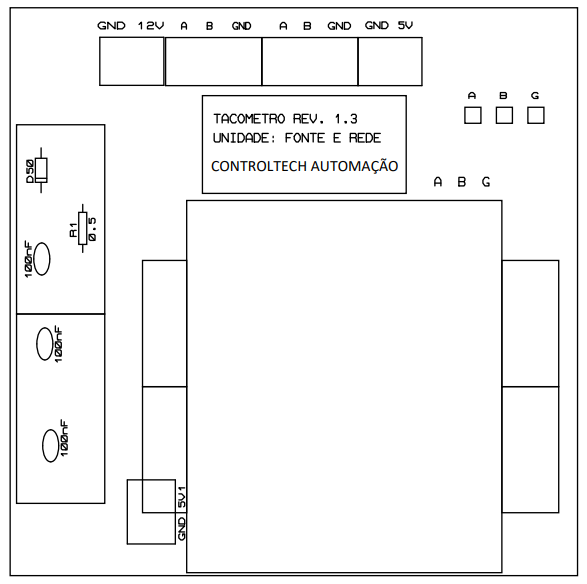 GND 12V A B GND A B GND GND 5V
A B G
TACOMETRO REV. 1.3
UNIDADE: FONTE E REDE
CONTROLTECH AUTOMAÇÃO
A B G
D50
R1
0.5
100nF
100nF
100nF
GND 5V1